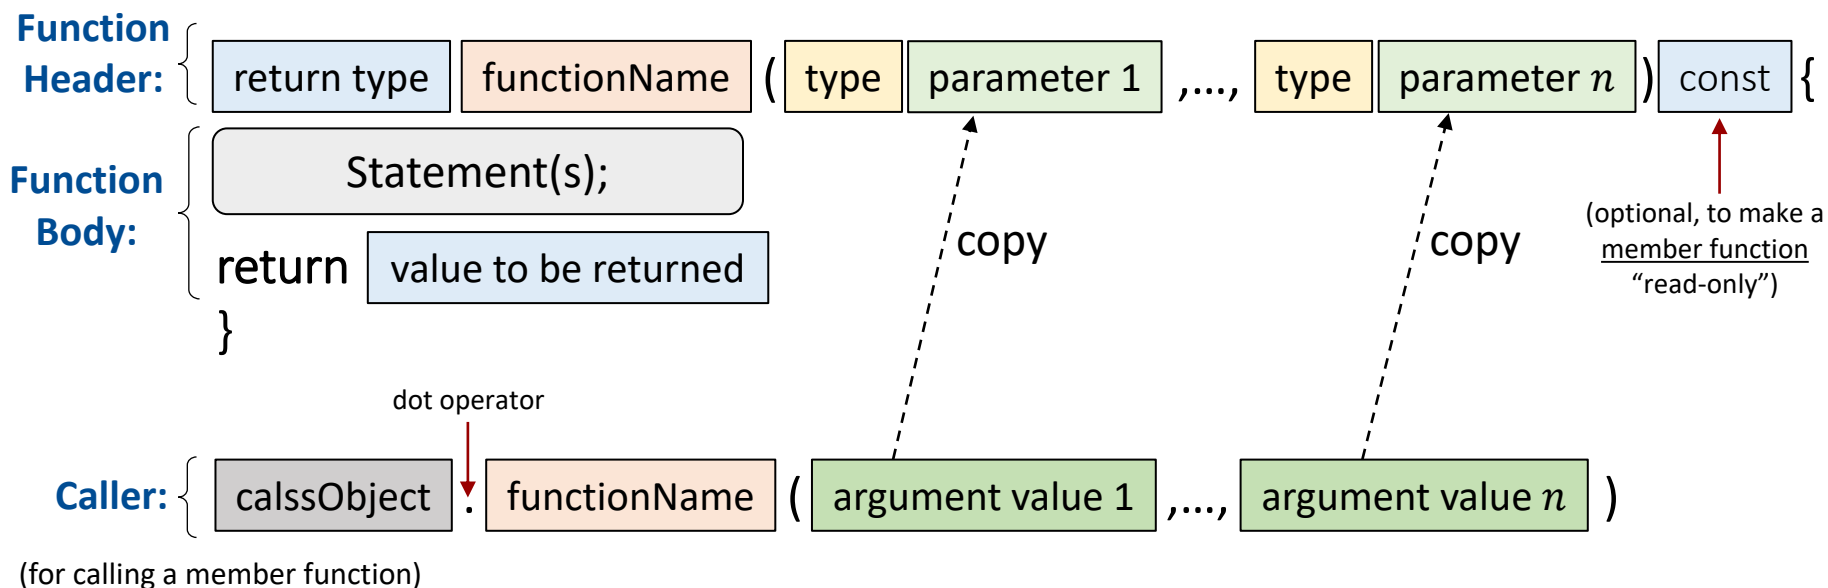 Function Header:
return type functionName ( type parameter 1 ,..., type parameter n ) const {
Function Body:
Statement(s);
return value to be returned
}
copy
copy
(optional, to make a
member function
“read-only”)
dot operator
Caller:
calssObject . functionName ( argument value 1 ,..., argument value n )
(for calling a member function)